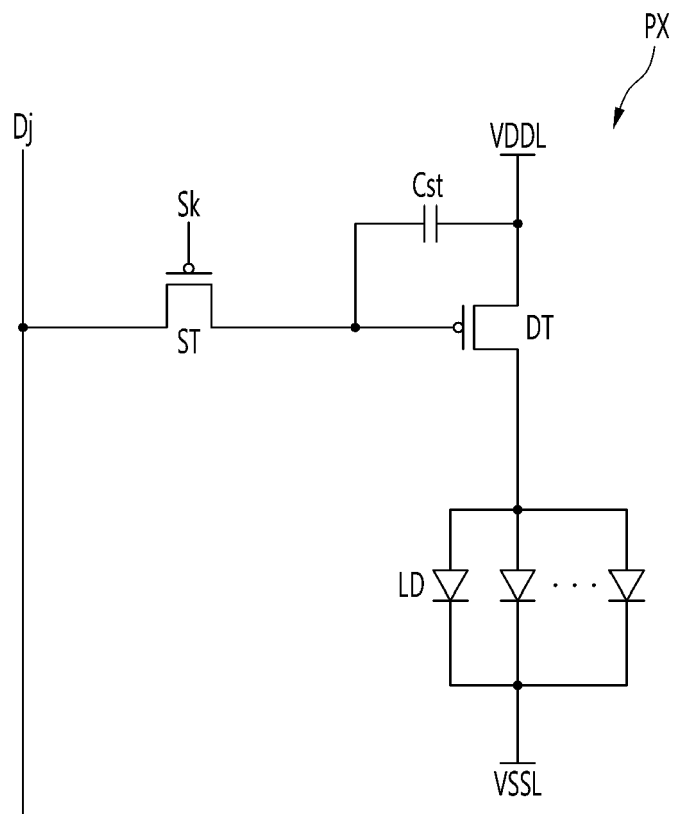 PX
Dj
VDDL
Cst
Sk
ST
DT
LD
. . .
VSSL